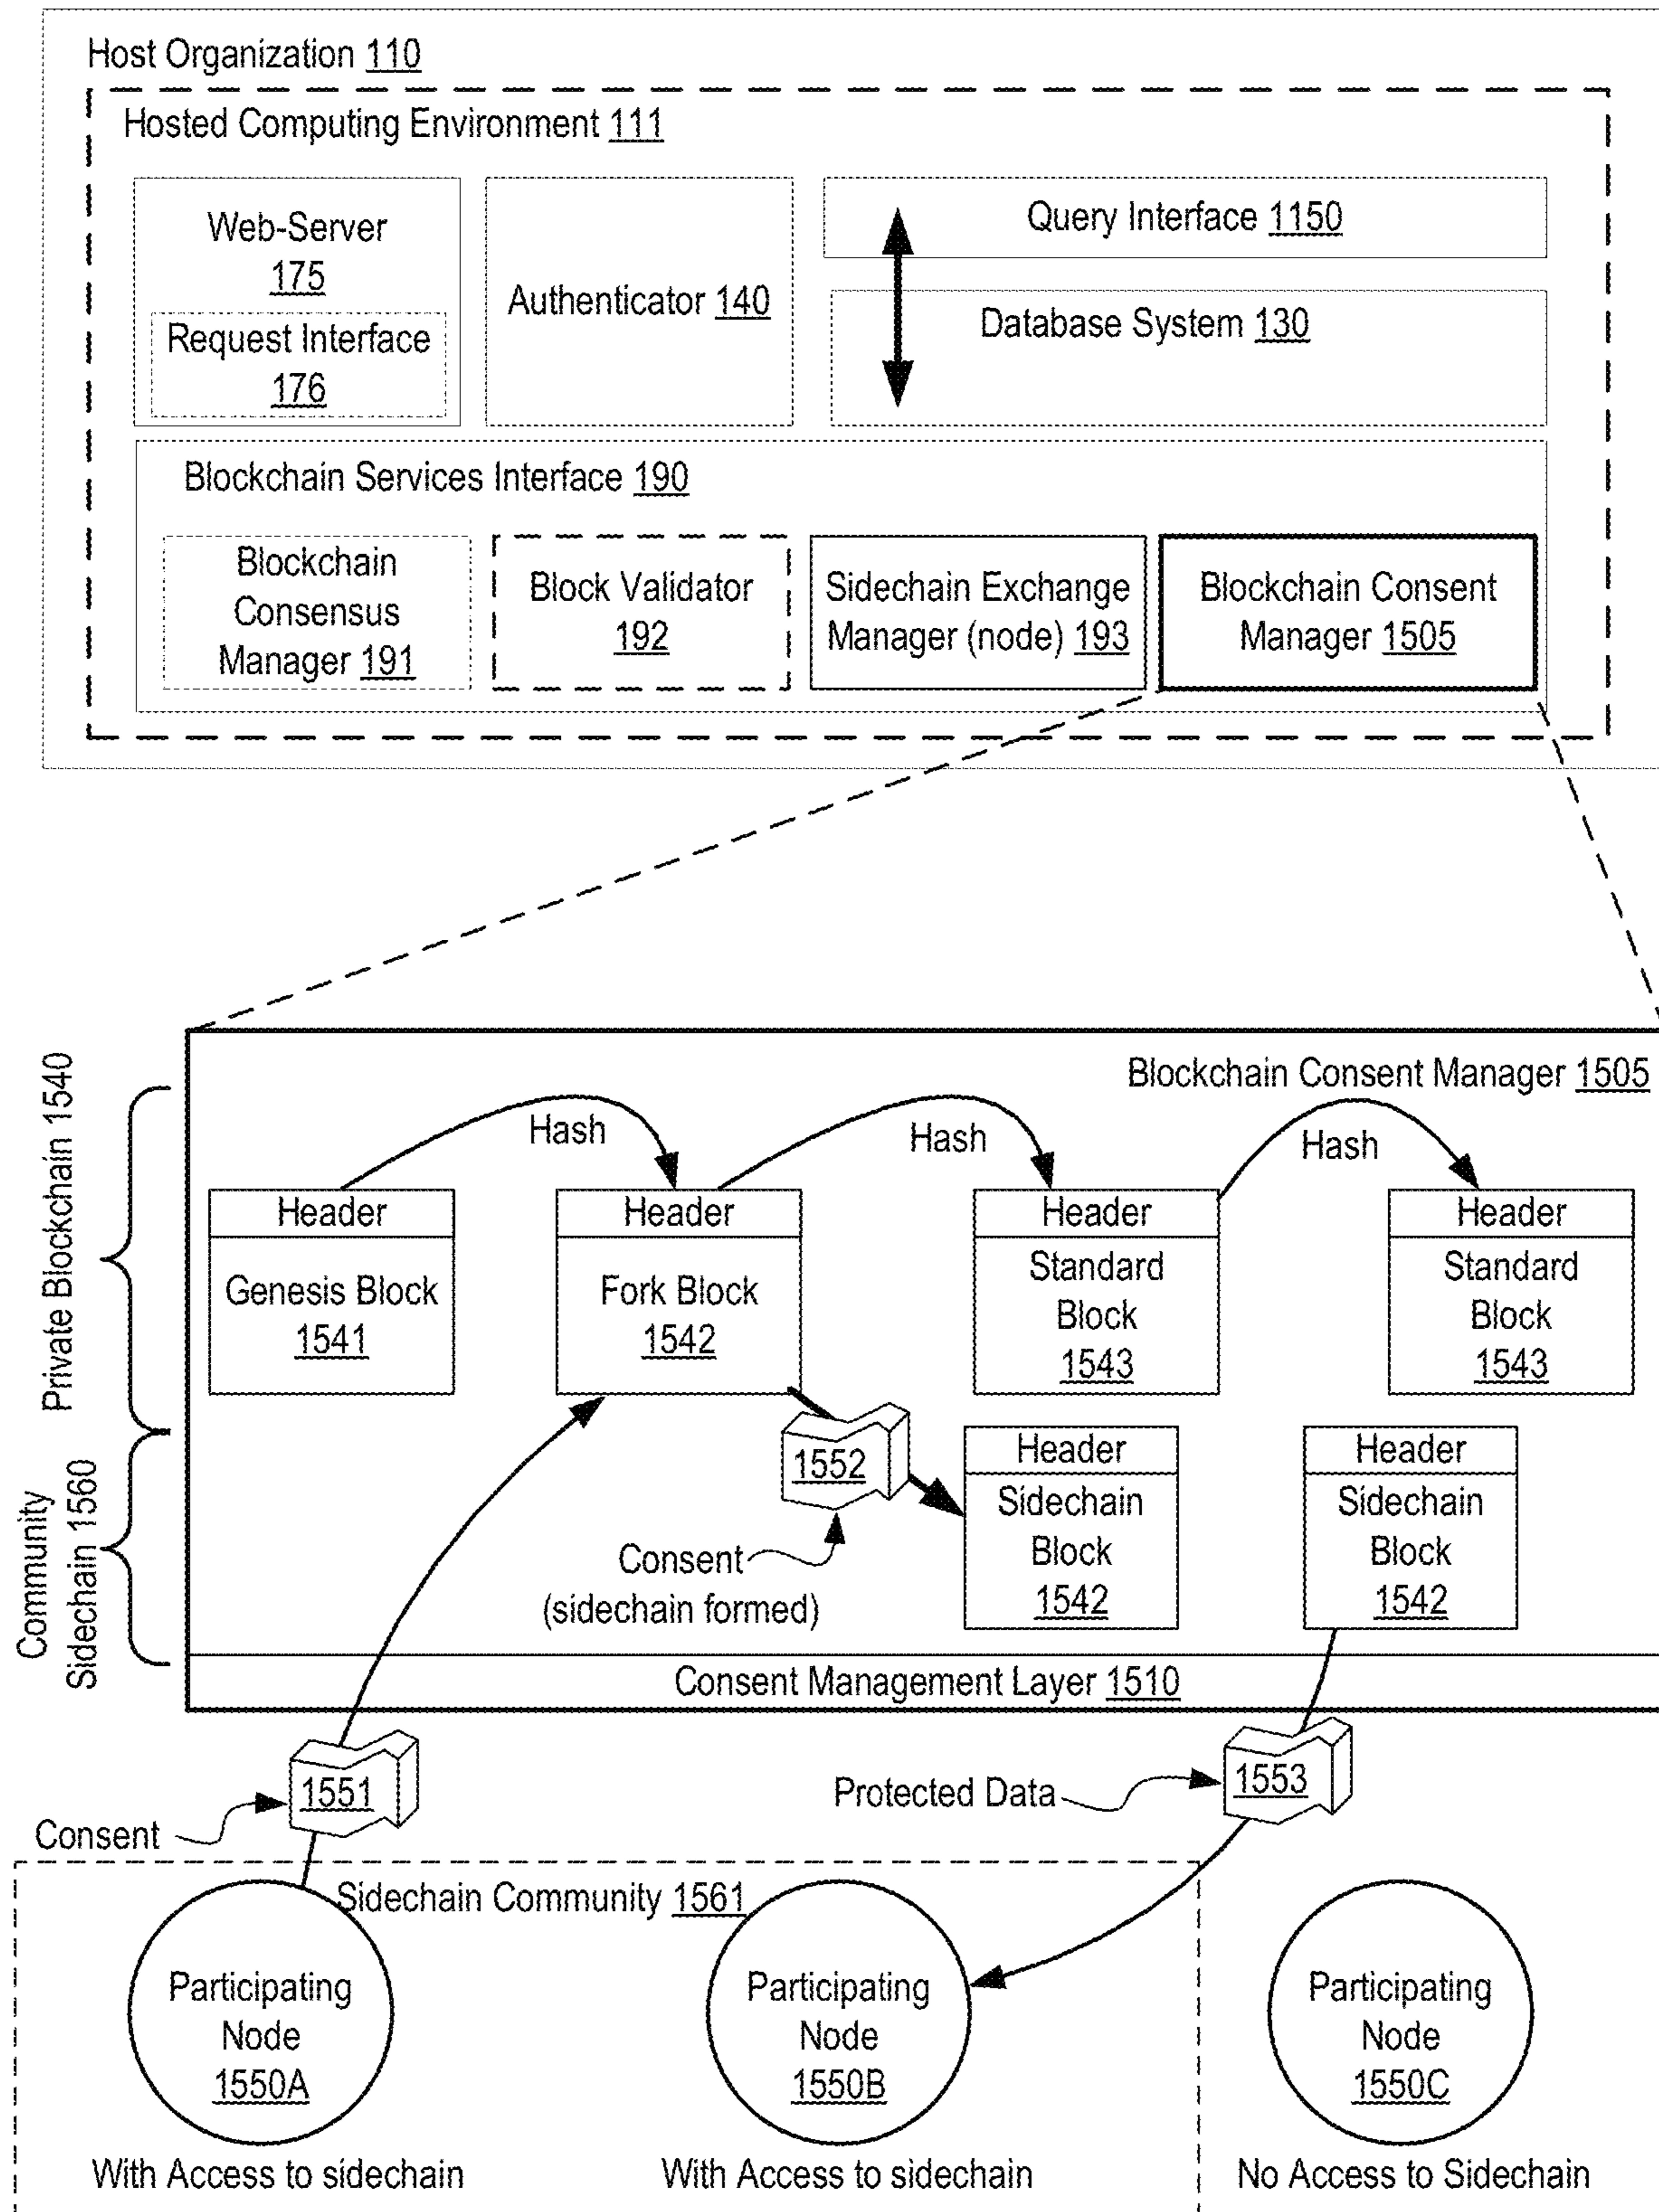 Host Organization 110
Hosted Computing Environment 111
Web-Server
175
Request Interface
176
Authenticator 140
Query Interface 1150
Database System 130
Blockchain Services Interface 190
Blockchain
Consensus
Manager 191
Block Validator
192
Sidechain Exchange
Manager (node) 193
Blockchain Consent
Manager 1505
Private Blockchain 1540
Blockchain Consent Manager 1505
Hash
Hash
Hash
Header
Genesis Block
1541
Header
Fork Block
1542
Header
Standard
Block
1543
Header
Standard
Block
1543
Community
Sidechain 1560
1552
Consent
(sidechain formed)
Header
Sidechain
Block
1542
Header
Sidechain
Block
1542
Consent Management Layer 1510
1551
Consent
Protected Data
1553
Sidechain Community 1561
Participating
Node
1550A
With Access to sidechain
Participating
Node
1550B
With Access to sidechain
Participating
Node
1550C
No Access to Sidechain